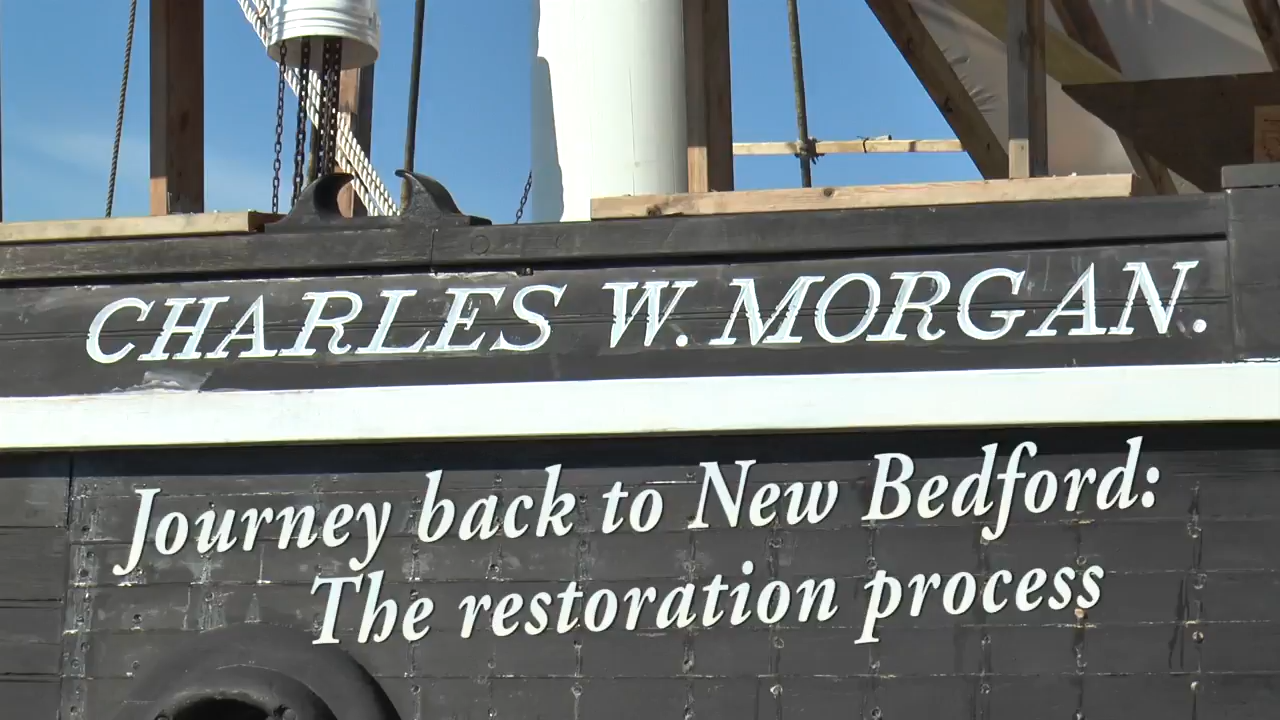 CHARLES W. MORGAN.
Journey back to New Bedford:
The restoration process